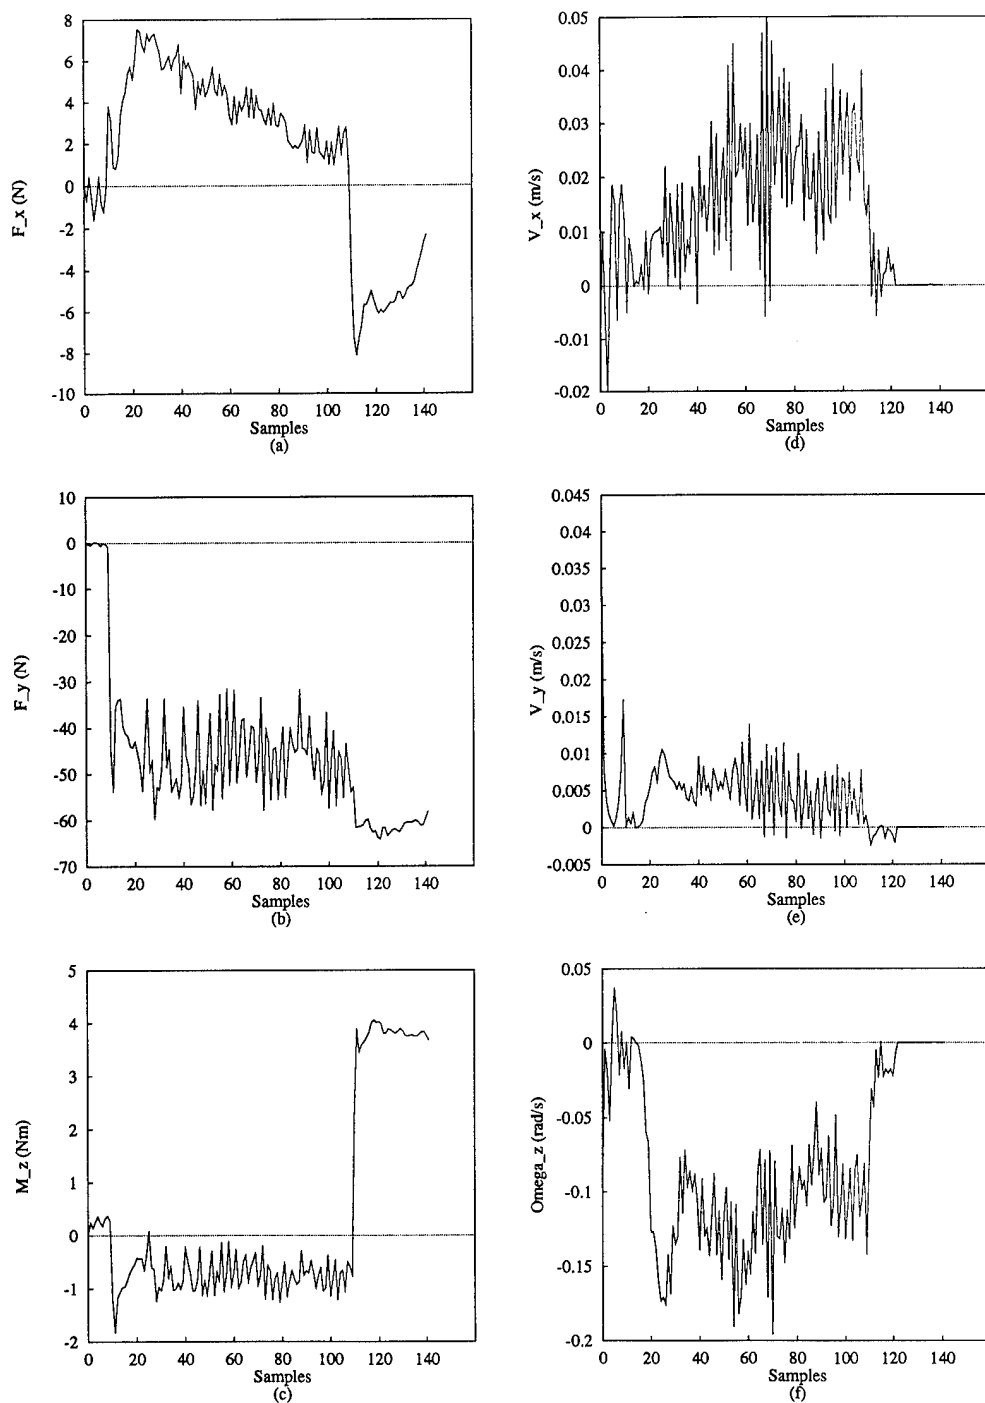 8
6
4
2
0
-2
-4
-6
-8
-10
F_x (N)
0 20 40 60 80 100 120 140
Samples
(a)
0.05
0.04
0.03
0.02
0.01
0
-0.01
-0.02
V_x (m/s)
0 20 40 60 80 100 120 140
Samples
(d)
10
0
-10
-20
-30
-40
-50
-60
-70
F_y (N)
0 20 40 60 80 100 120 140
Samples
(b)
0.045
0.04
0.035
0.03
0.025
0.02
0.015
0.01
0.005
0
-0.005
V_y (m/s)
0 20 40 60 80 100 120 140
Samples
(e)
5
4
3
2
1
0
-1
-2
M_z (Nm)
0 20 40 60 80 100 120 140
Samples
(c)
0.05
0
-0.05
-0.1
-0.15
-0.2
Omega_z (rad/s)
0 20 40 60 80 100 120 140
Samples
(f)